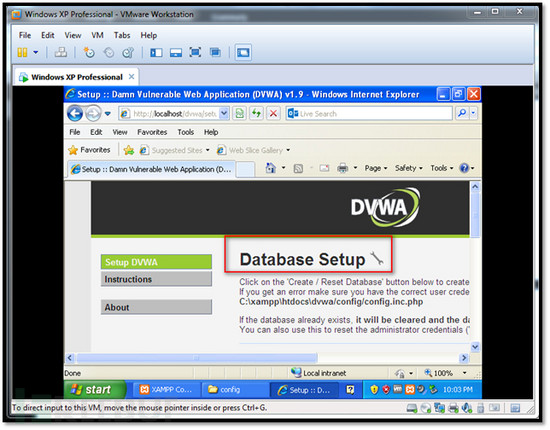 Windows XP Professional - VMware Workstation
File Edit View VM Tabs Help
Windows XP Professional
Setup :: Damn Vulnerable Web Application (DVWA) v1.9 - Windows Internet Explorer
http://localhost/dvwa/setu
Live Search
File Edit View Favorites Tools Help
Favorites Suggested Sites Web Slice Gallery
Setup :: Damn Vulnerable Web Application (D... Page Safety Tools
DVWA
Setup DVWA
Instructions
About
Database Setup
Click on the 'Create / Reset Database' button below to create
If you get an error make sure you have the correct user crede
C:\xampp\htdocs\dvwa/config/config.inc.php
If the database already exists, it will be cleared and the da
You can also use this to reset the administrator credentials ("
Done Local intranet 100%
start XAMPP Co... config Setup :: D... 10:03 PM
To direct input to this VM, move the mouse pointer inside or press Ctrl+G.